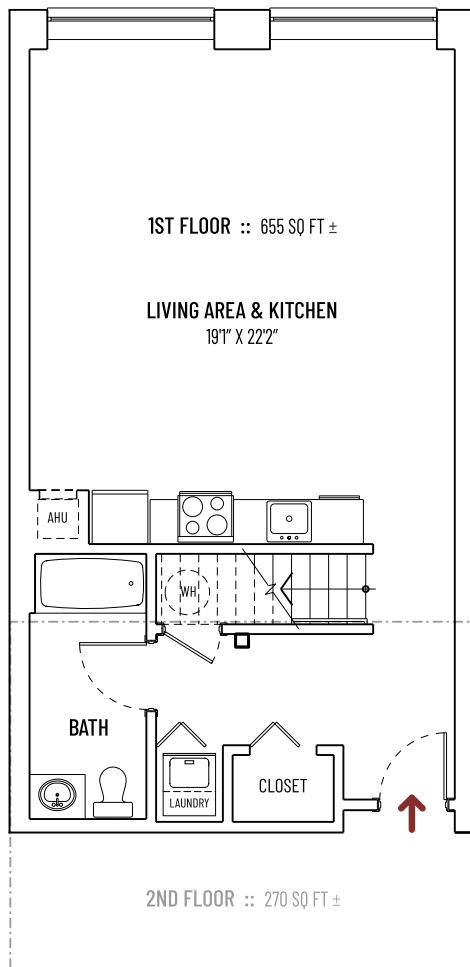 1ST FLOOR :: 655 SQ FT ±
LIVING AREA & KITCHEN
19'1" X 22'2"
AHU
WH
BATH
CLOSET
LAUNDRY
2ND FLOOR :: 270 SQ FT ±